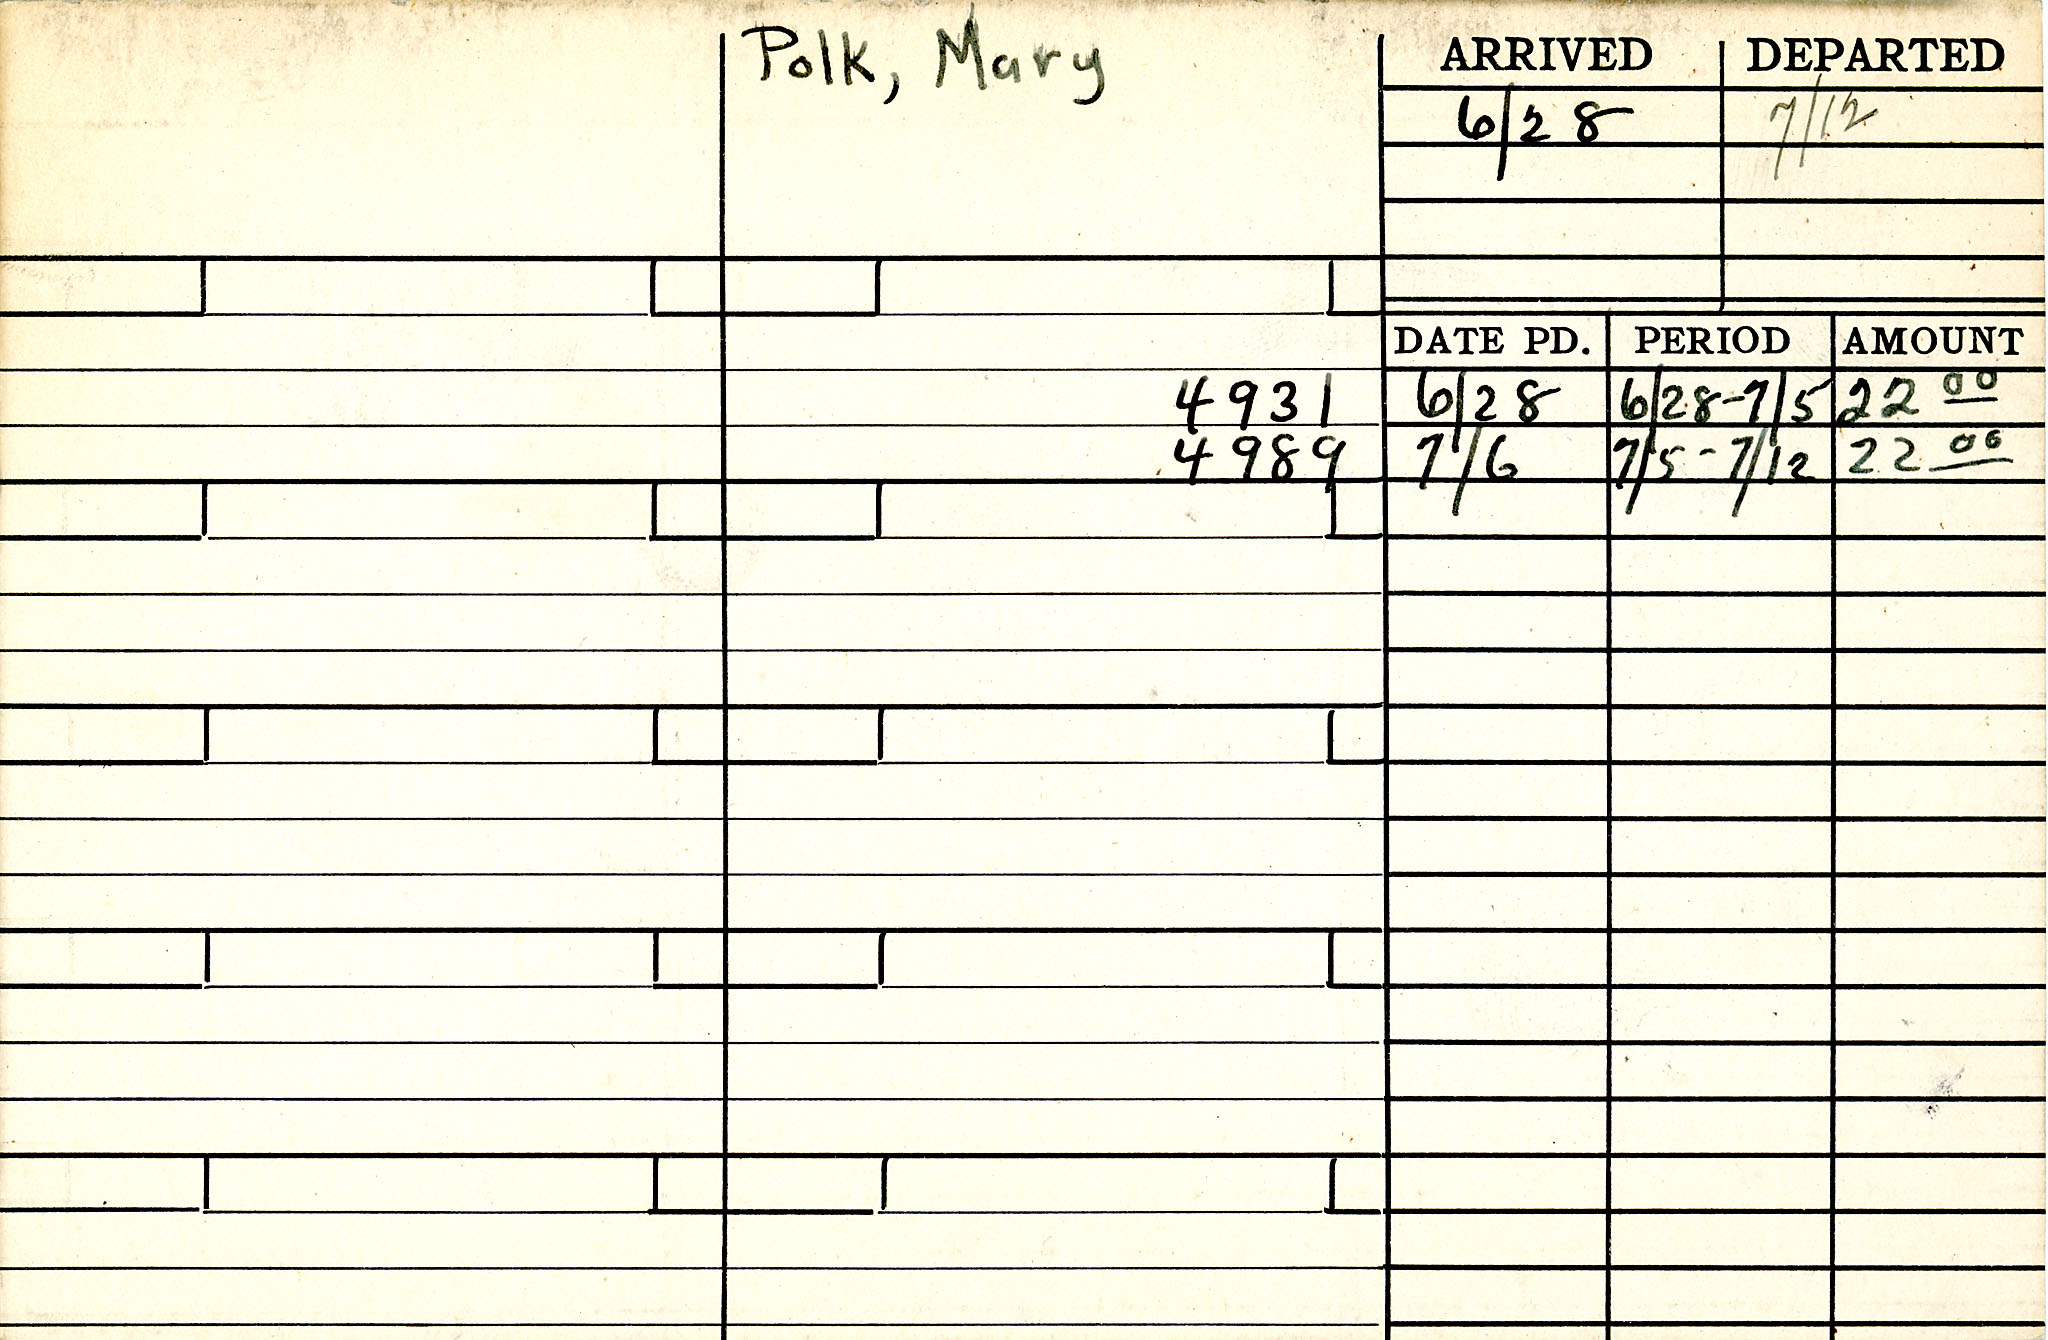 Polk, Mary
ARRIVED DEPARTED
6/28 7/12
DATE PD. PERIOD AMOUNT
4931 6/28 6/28-7/5 22 00
4989 7/6 7/5-7/12 22 00